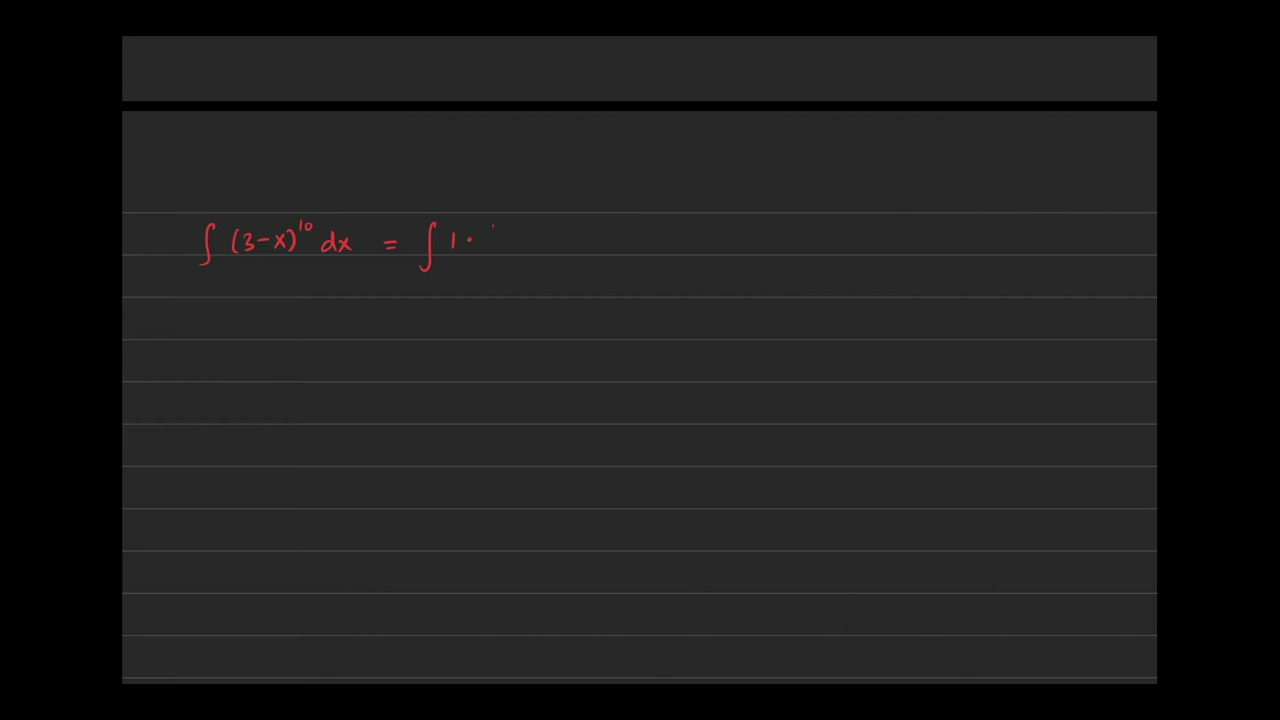 ∫ (3-x)¹⁰ dx = ∫ 1 ·